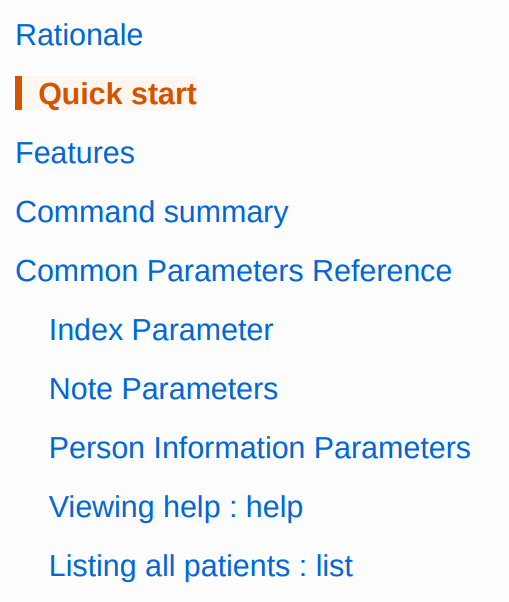 Rationale
Quick start
Features
Command summary
Common Parameters Reference
Index Parameter
Note Parameters
Person Information Parameters
Viewing help : help
Listing all patients : list